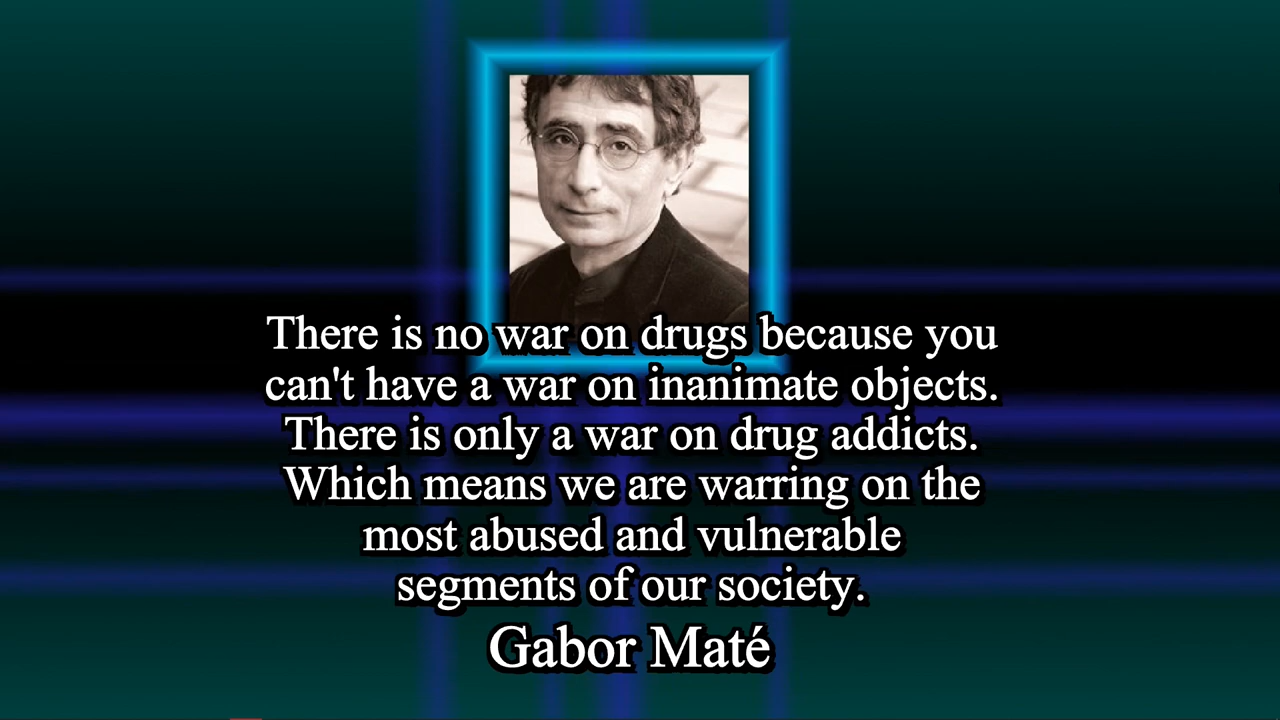 There is no war on drugs because you
can't have a war on inanimate objects.
There is only a war on drug addicts.
Which means we are warring on the
most abused and vulnerable
segments of our society.
Gabor Maté